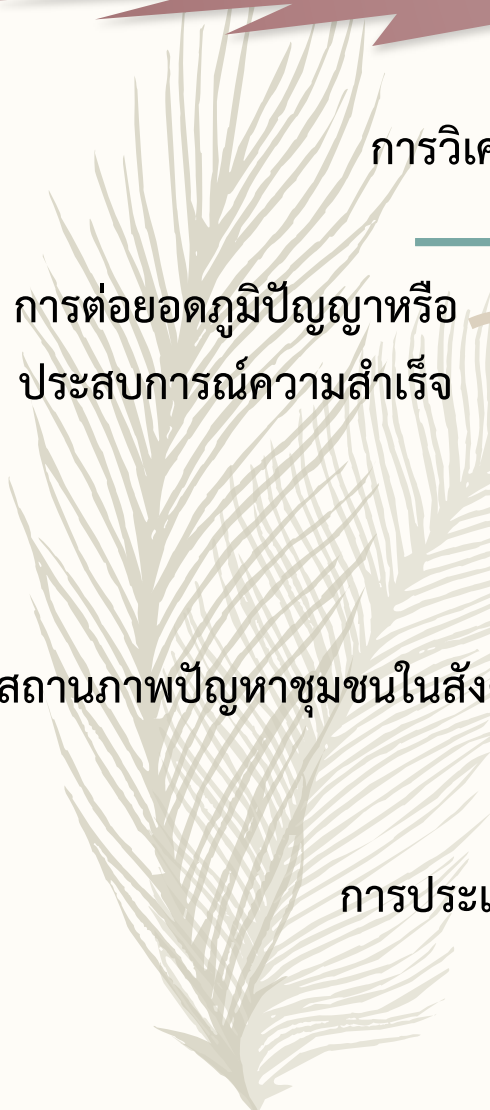 การวิเค
การต่อยอดภูมิปัญญาหรือ
ประสบการณ์ความสำเร็จ
สถานภาพปัญหาชุมชนในสัง
การประเ